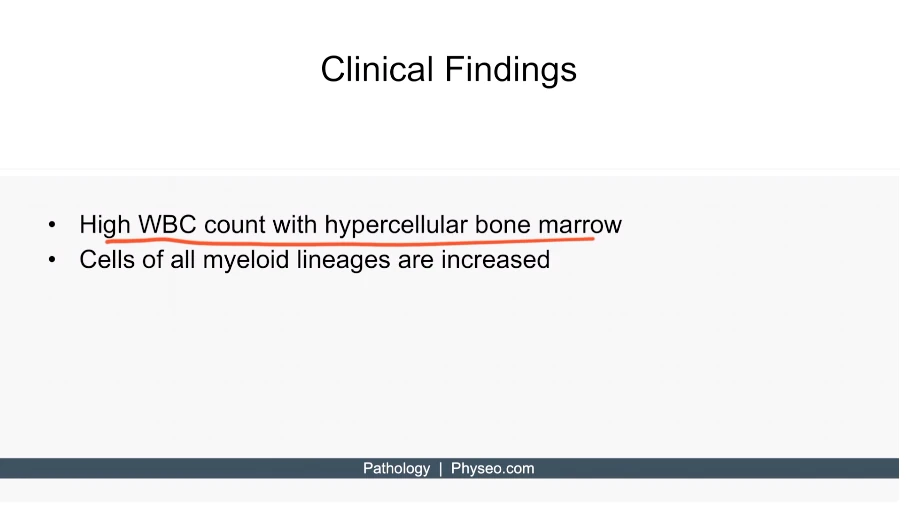 Clinical Findings
• High WBC count with hypercellular bone marrow
• Cells of all myeloid lineages are increased
Pathology | Physeo.com